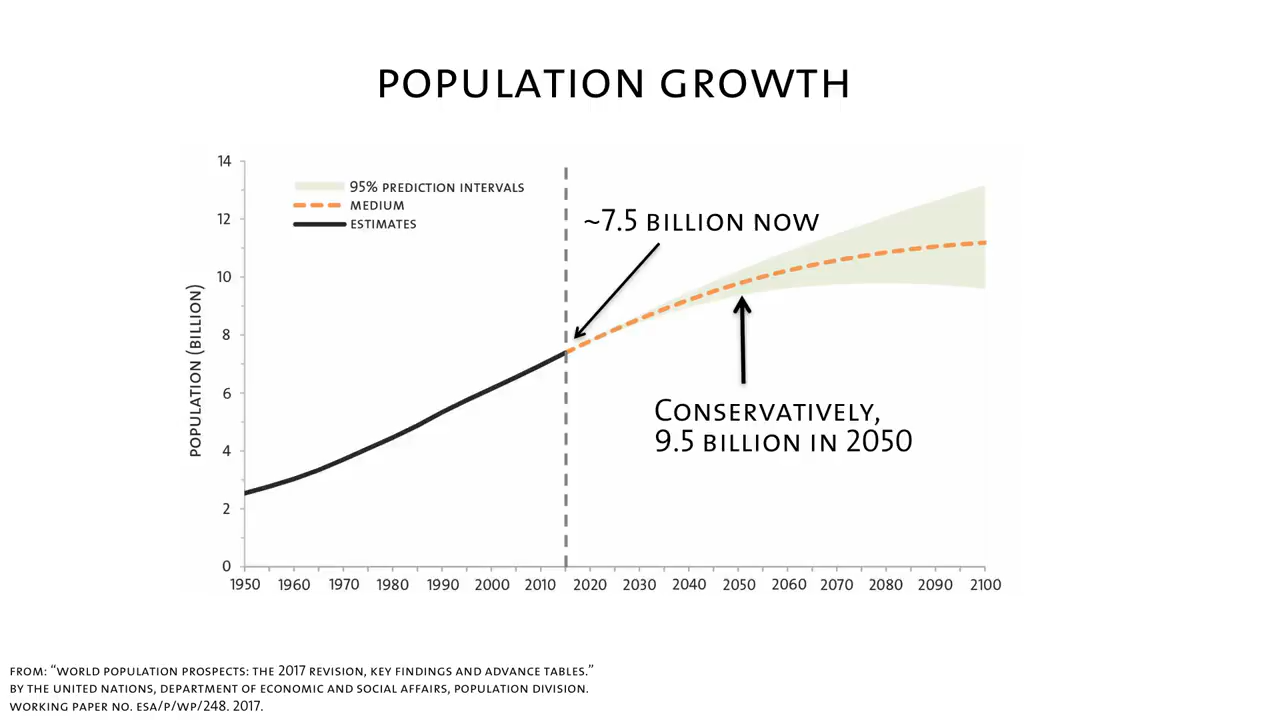 POPULATION GROWTH
14
12
10
8
6
4
2
0
POPULATION (BILLION)
95% PREDICTION INTERVALS
MEDIUM
ESTIMATES
~7.5 BILLION NOW
CONSERVATIVELY,
9.5 BILLION IN 2050
1950 1960 1970 1980 1990 2000 2010 2020 2030 2040 2050 2060 2070 2080 2090 2100
FROM: “WORLD POPULATION PROSPECTS: THE 2017 REVISION, KEY FINDINGS AND ADVANCE TABLES.”
BY THE UNITED NATIONS, DEPARTMENT OF ECONOMIC AND SOCIAL AFFAIRS, POPULATION DIVISION.
WORKING PAPER NO. ESA/P/WP/248. 2017.